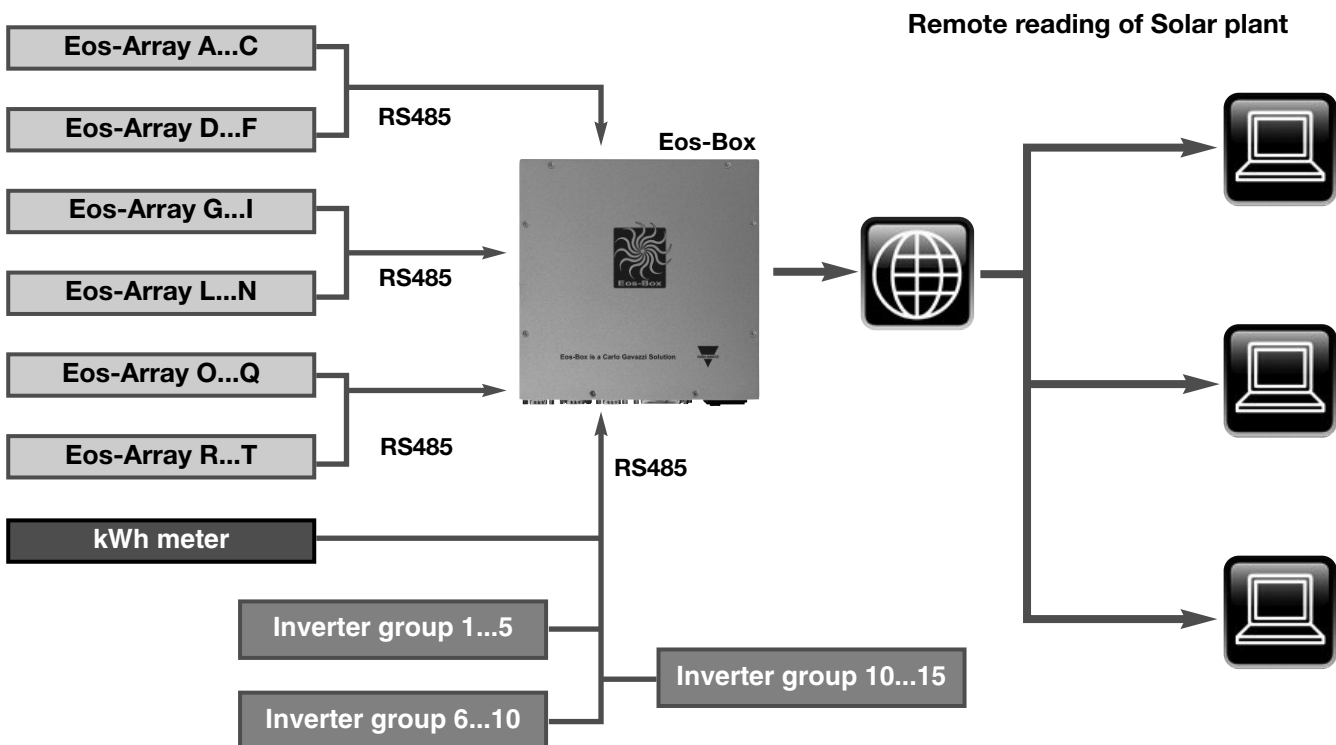 Remote reading of Solar plant
Eos-Array A...C
Eos-Array D...F
RS485
Eos-Box
Eos-Array G...I
Eos-Array L...N
RS485
Eos-Box
Eos-Box is a Carlo Gavazzi Solution
Eos-Array O...Q
Eos-Array R...T
RS485
RS485
kWh meter
Inverter group 1...5
Inverter group 10...15
Inverter group 6...10